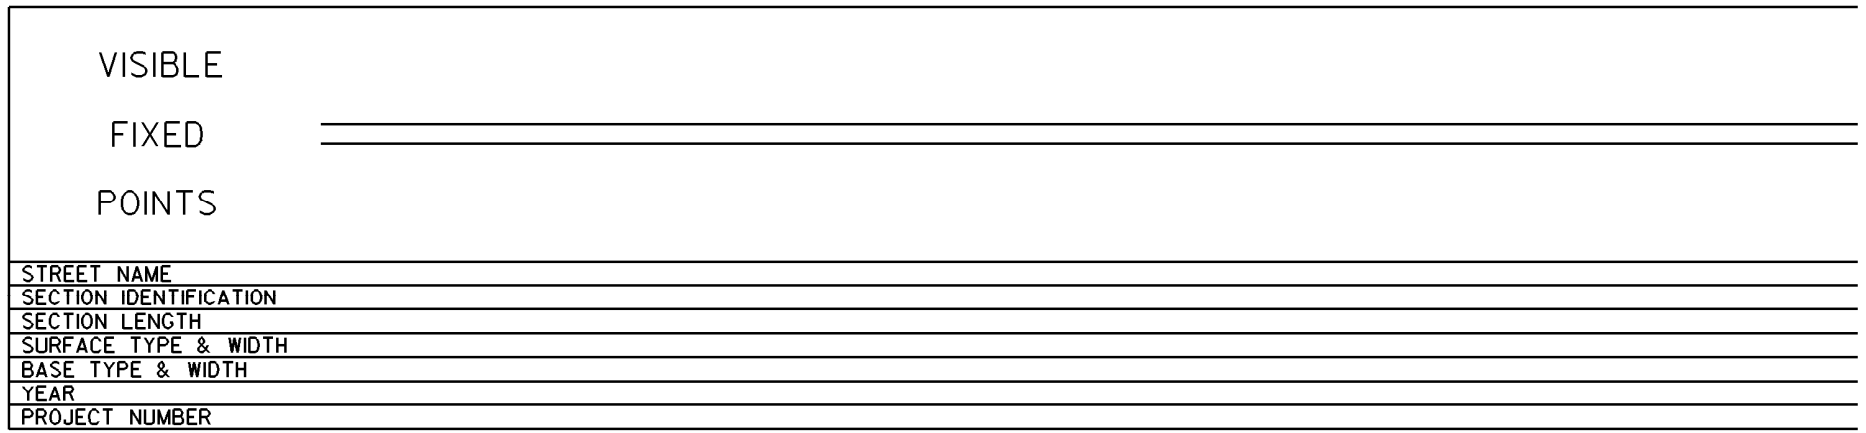 VISIBLE
FIXED
POINTS
STREET NAME
SECTION IDENTIFICATION
SECTION LENGTH
SURFACE TYPE & WIDTH
BASE TYPE & WIDTH
YEAR
PROJECT NUMBER